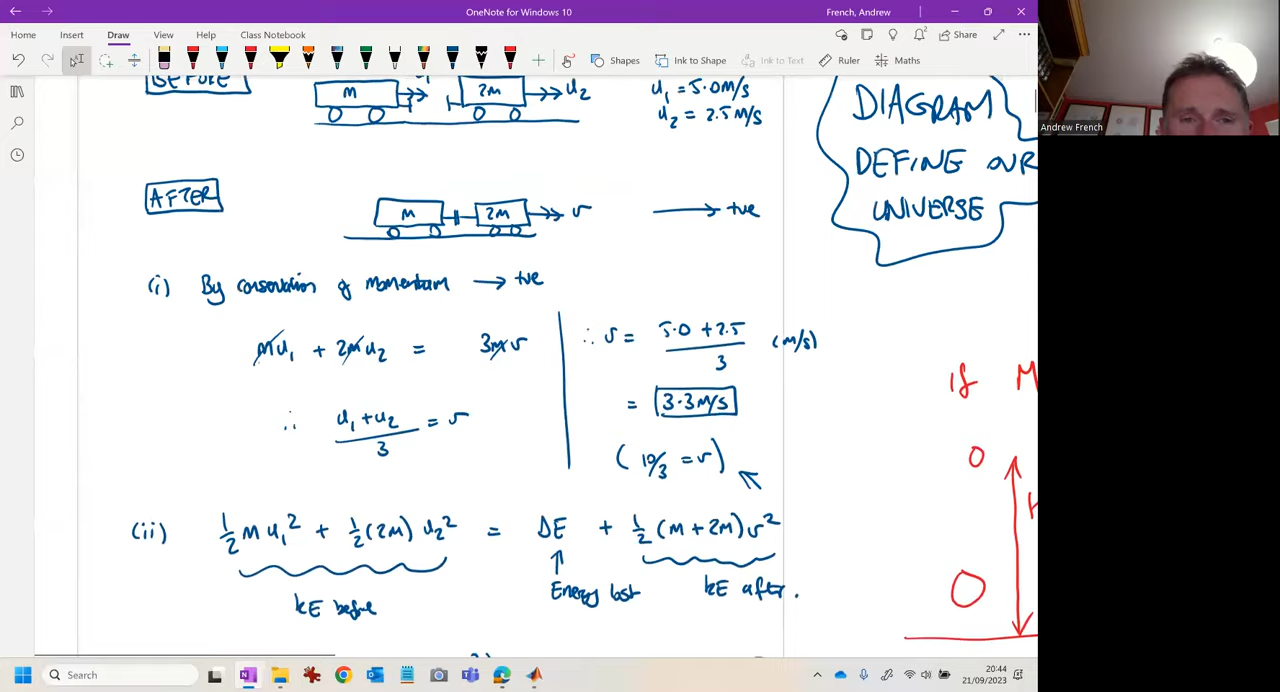 OneNote for Windows 10
French, Andrew
Home Insert Draw View Help Class Notebook
Share
Shapes Ink to Shape Ink to Text Ruler Maths
BEFORE
M 2M u₂
u₁ = 5.0 m/s
u₂ = 2.5 m/s
AFTER
M 2M v +ve
(i) By conservation of momentum → +ve
Mu₁ + 2Mu₂ = 3Mv
∴ u₁+u₂/3 = v
∴ v = 5.0 + 2.5/3 (m/s)
= 3.3 m/s
(10/3 = v)
(ii) ½ M u₁² + ½ (2M) u₂² = ΔE + ½ (M + 2M) v²
KE before
Energy lost
KE after.
DIAGRAM
DEFINE OUR
UNIVERSE
If M
Andrew French
Search
20:44
21/09/2023